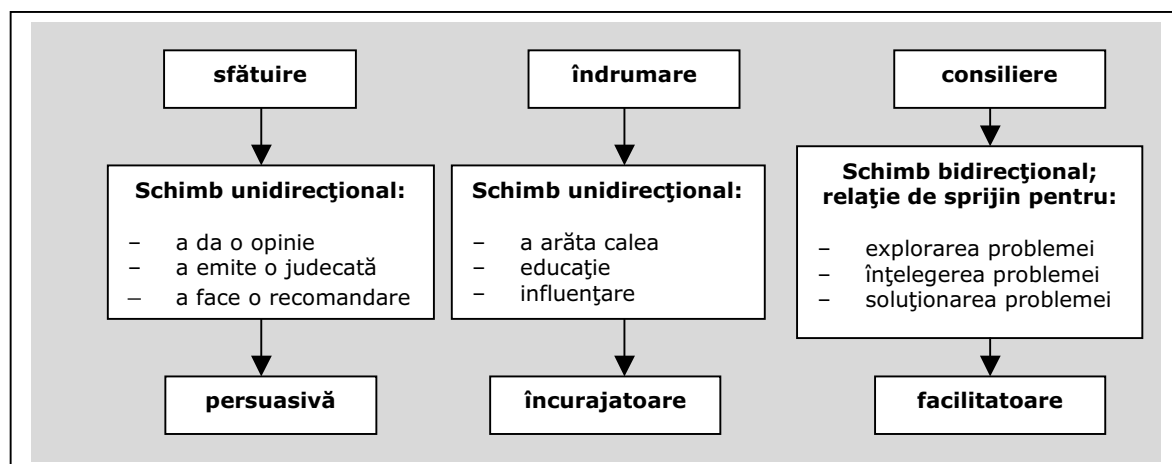 sfătuire
îndrumare
consiliere
Schimb unidirecţional:
– a da o opinie
– a emite o judecată
– a face o recomandare
Schimb unidirecţional:
– a arăta calea
– educaţie
– influenţare
Schimb bidirecţional;
relaţie de sprijin pentru:
– explorarea problemei
– înţelegerea problemei
– soluţionarea problemei
persuasivă
încurajatoare
facilitatoare